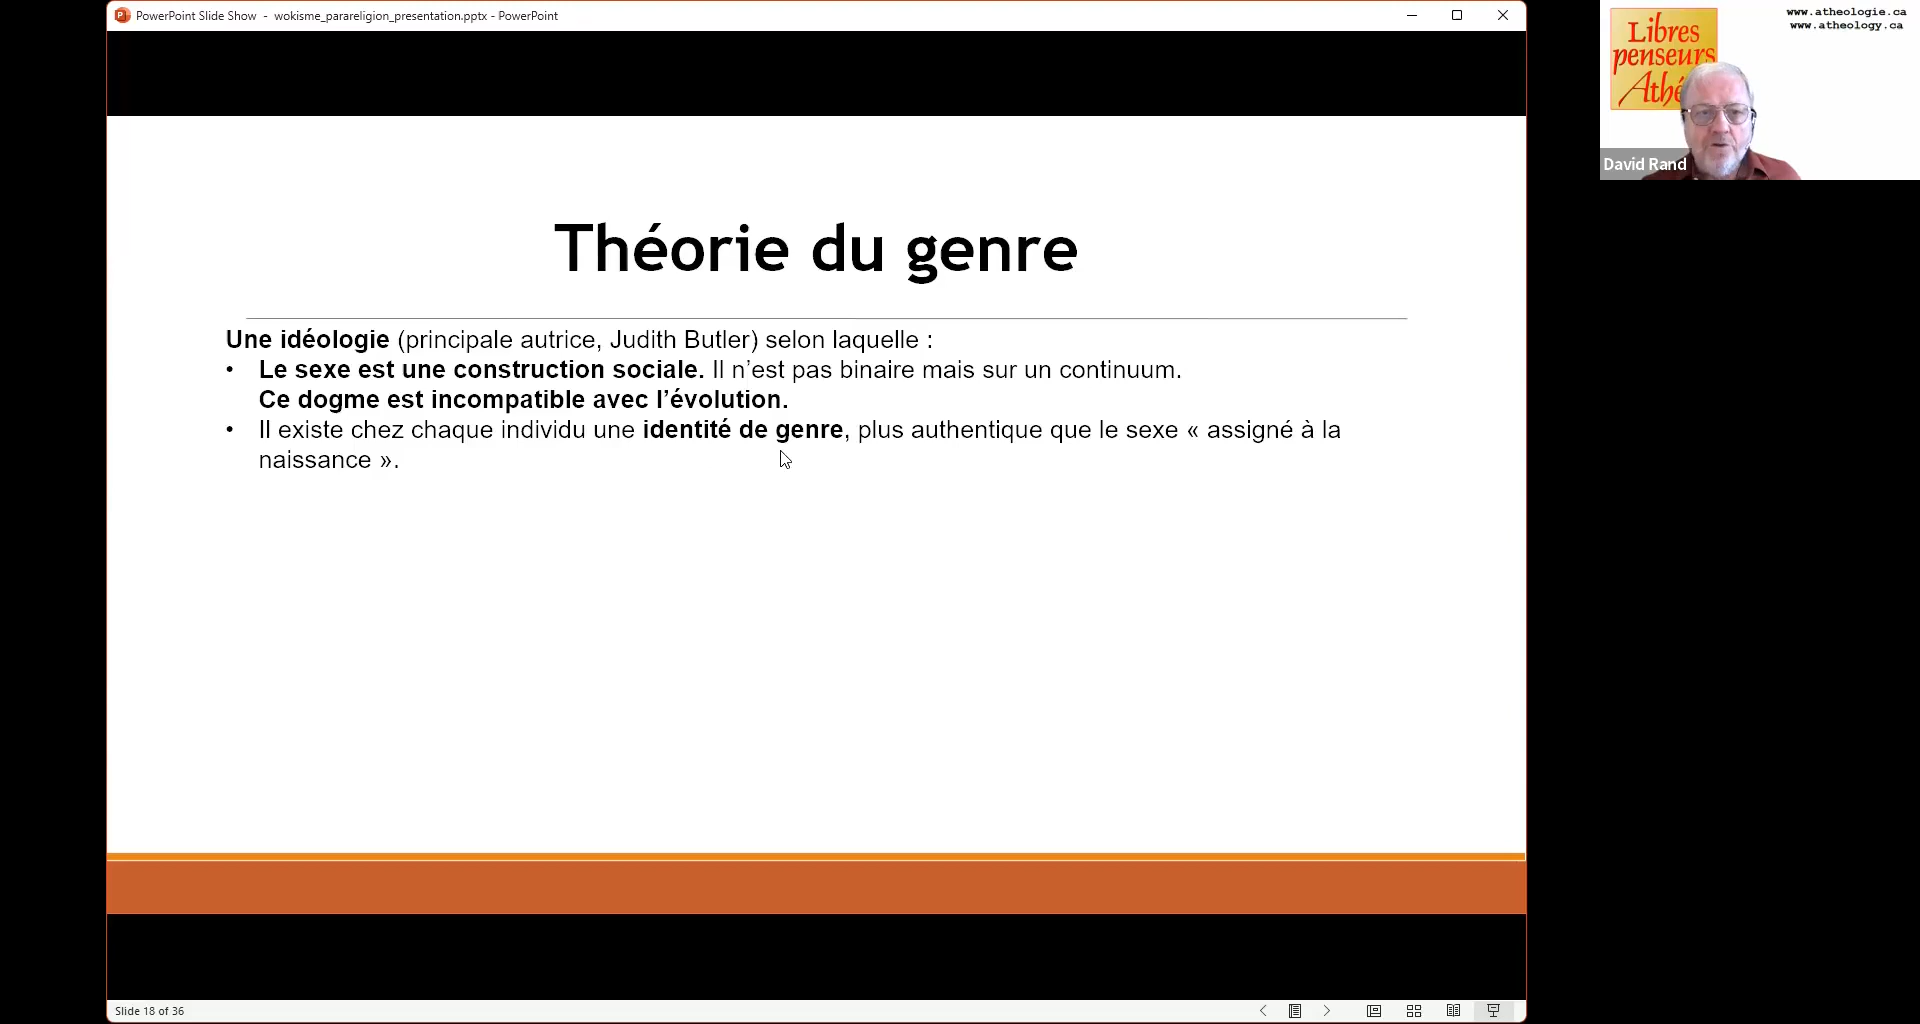 PowerPoint Slide Show - wokisme_parareligion_presentation.pptx - PowerPoint
Théorie du genre
Une idéologie (principale autrice, Judith Butler) selon laquelle :
• Le sexe est une construction sociale. Il n’est pas binaire mais sur un continuum.
Ce dogme est incompatible avec l’évolution.
• Il existe chez chaque individu une identité de genre, plus authentique que le sexe « assigné à la
naissance ».
Slide 18 of 36
www.atheologie.ca
www.atheology.ca
Libres
penseurs
Athé
David Rand